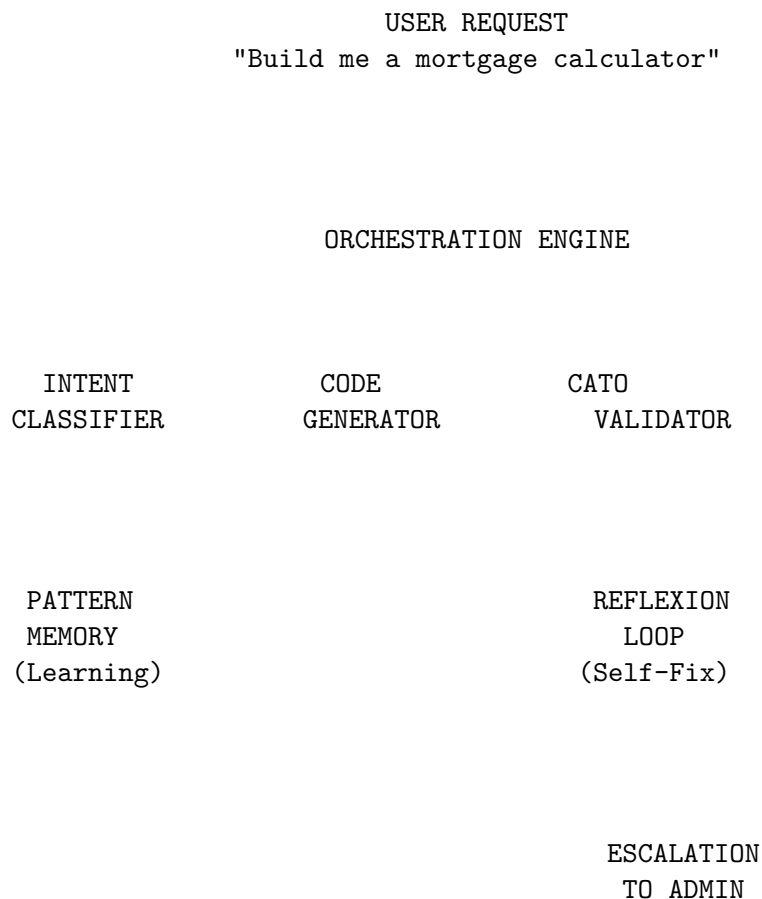 USER REQUEST
"Build me a mortgage calculator"
ORCHESTRATION ENGINE
INTENT CODE CATO
CLASSIFIER GENERATOR VALIDATOR
PATTERN REFLEXION
MEMORY LOOP
(Learning) (Self-Fix)
ESCALATION
TO ADMIN